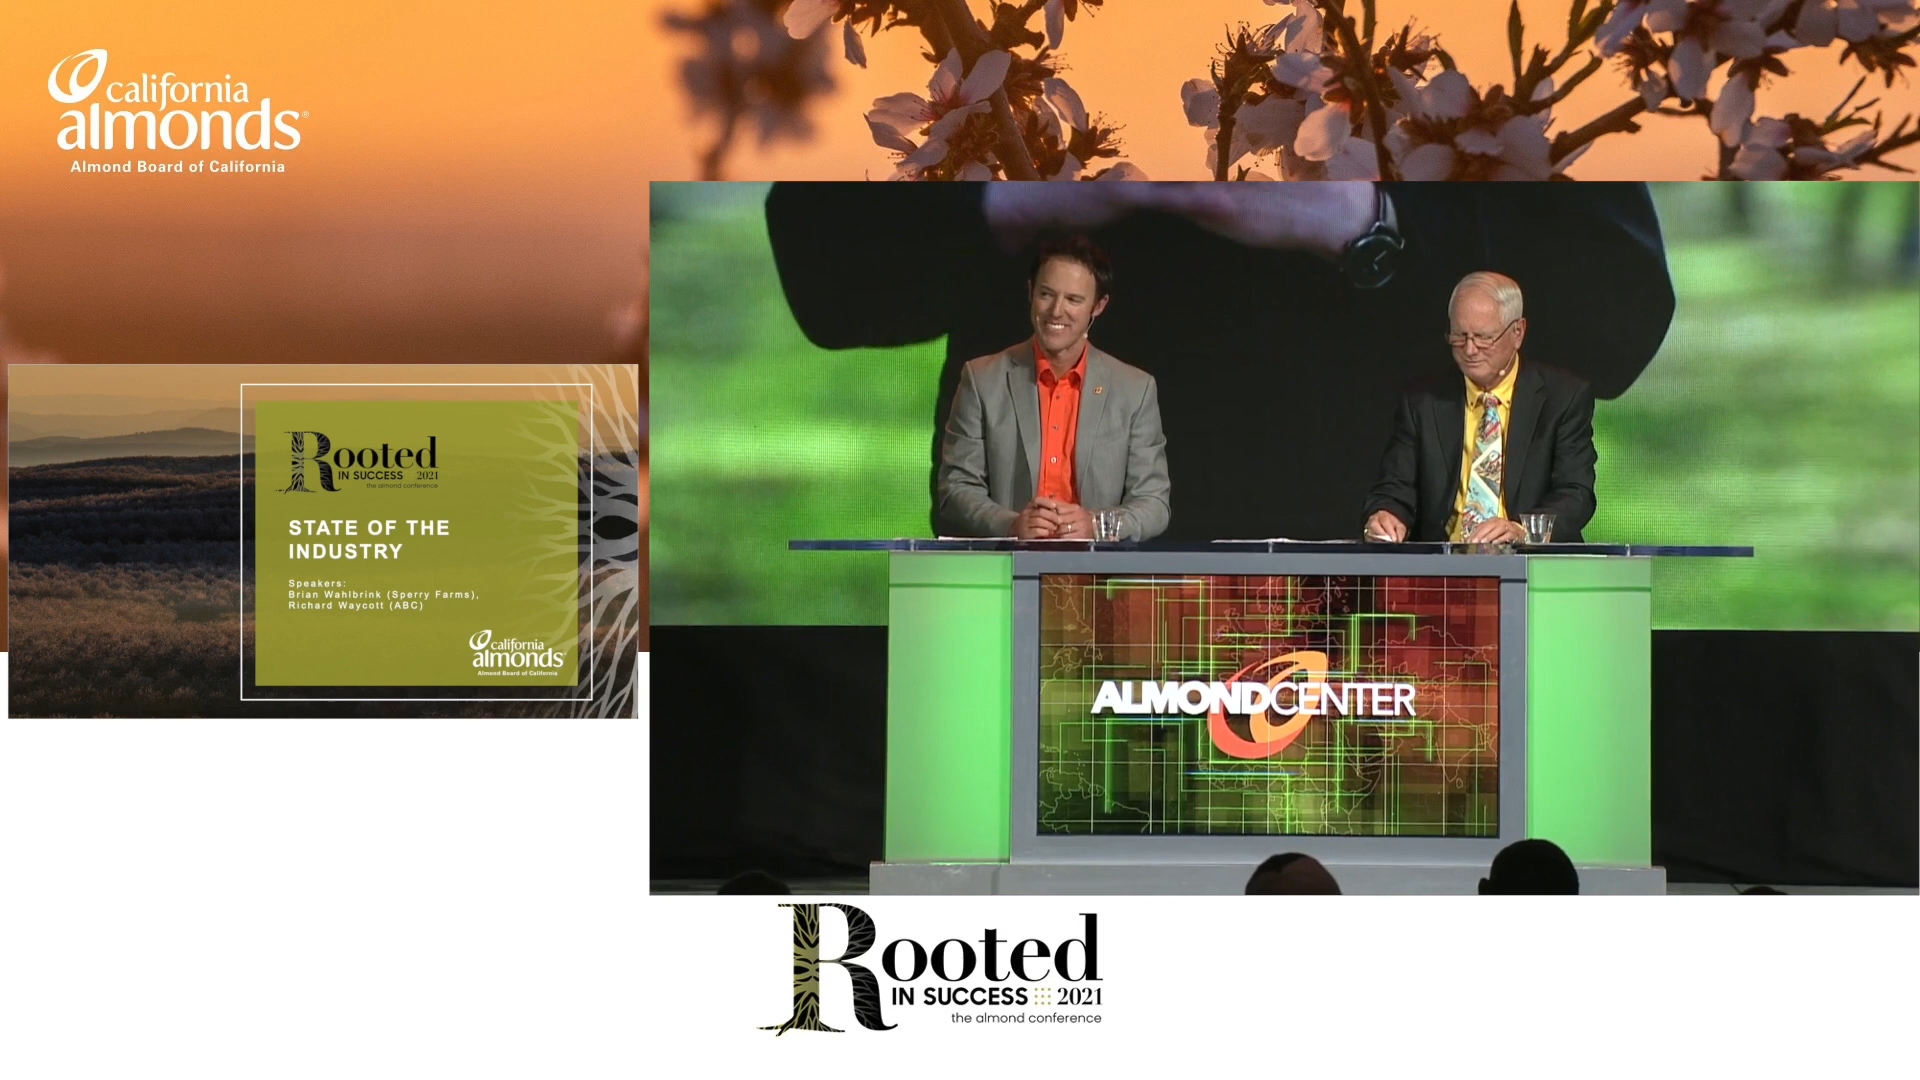 california
almonds®
Almond Board of California
Rooted
IN SUCCESS 2021
the almond conference
STATE OF THE
INDUSTRY
Speakers:
Brian Wahlbrink (Sperry Farms),
Richard Waycott (ABC)
california
almonds
Almond Board of California
ALMONDCENTER
Rooted
IN SUCCESS 2021
the almond conference